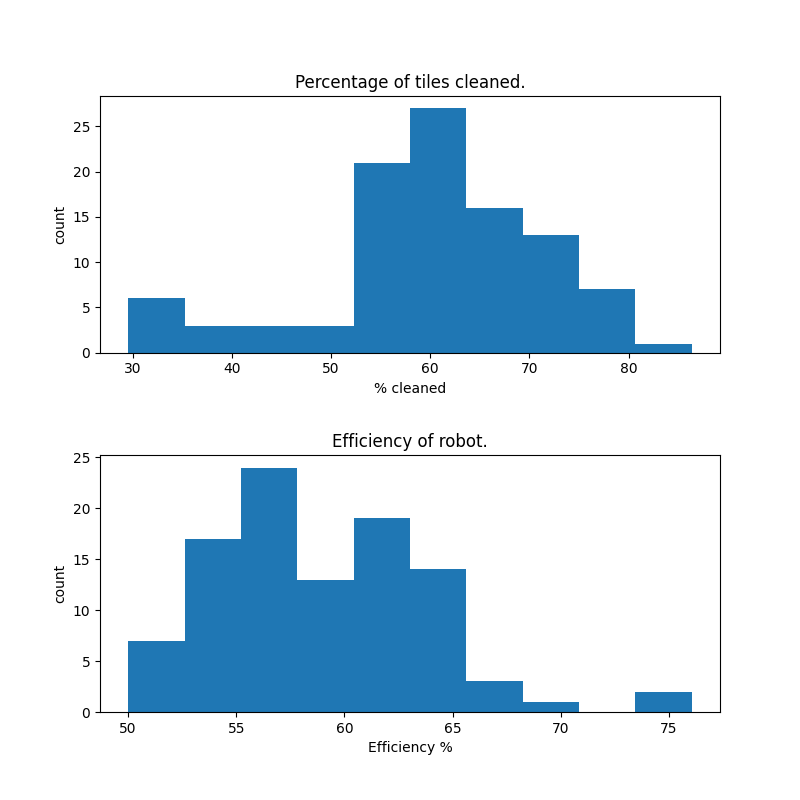 Percentage of tiles cleaned.
25
20
15
10
5
0
count
30 40 50 60 70 80
% cleaned
Efficiency of robot.
25
20
15
10
5
0
count
50 55 60 65 70 75
Efficiency %